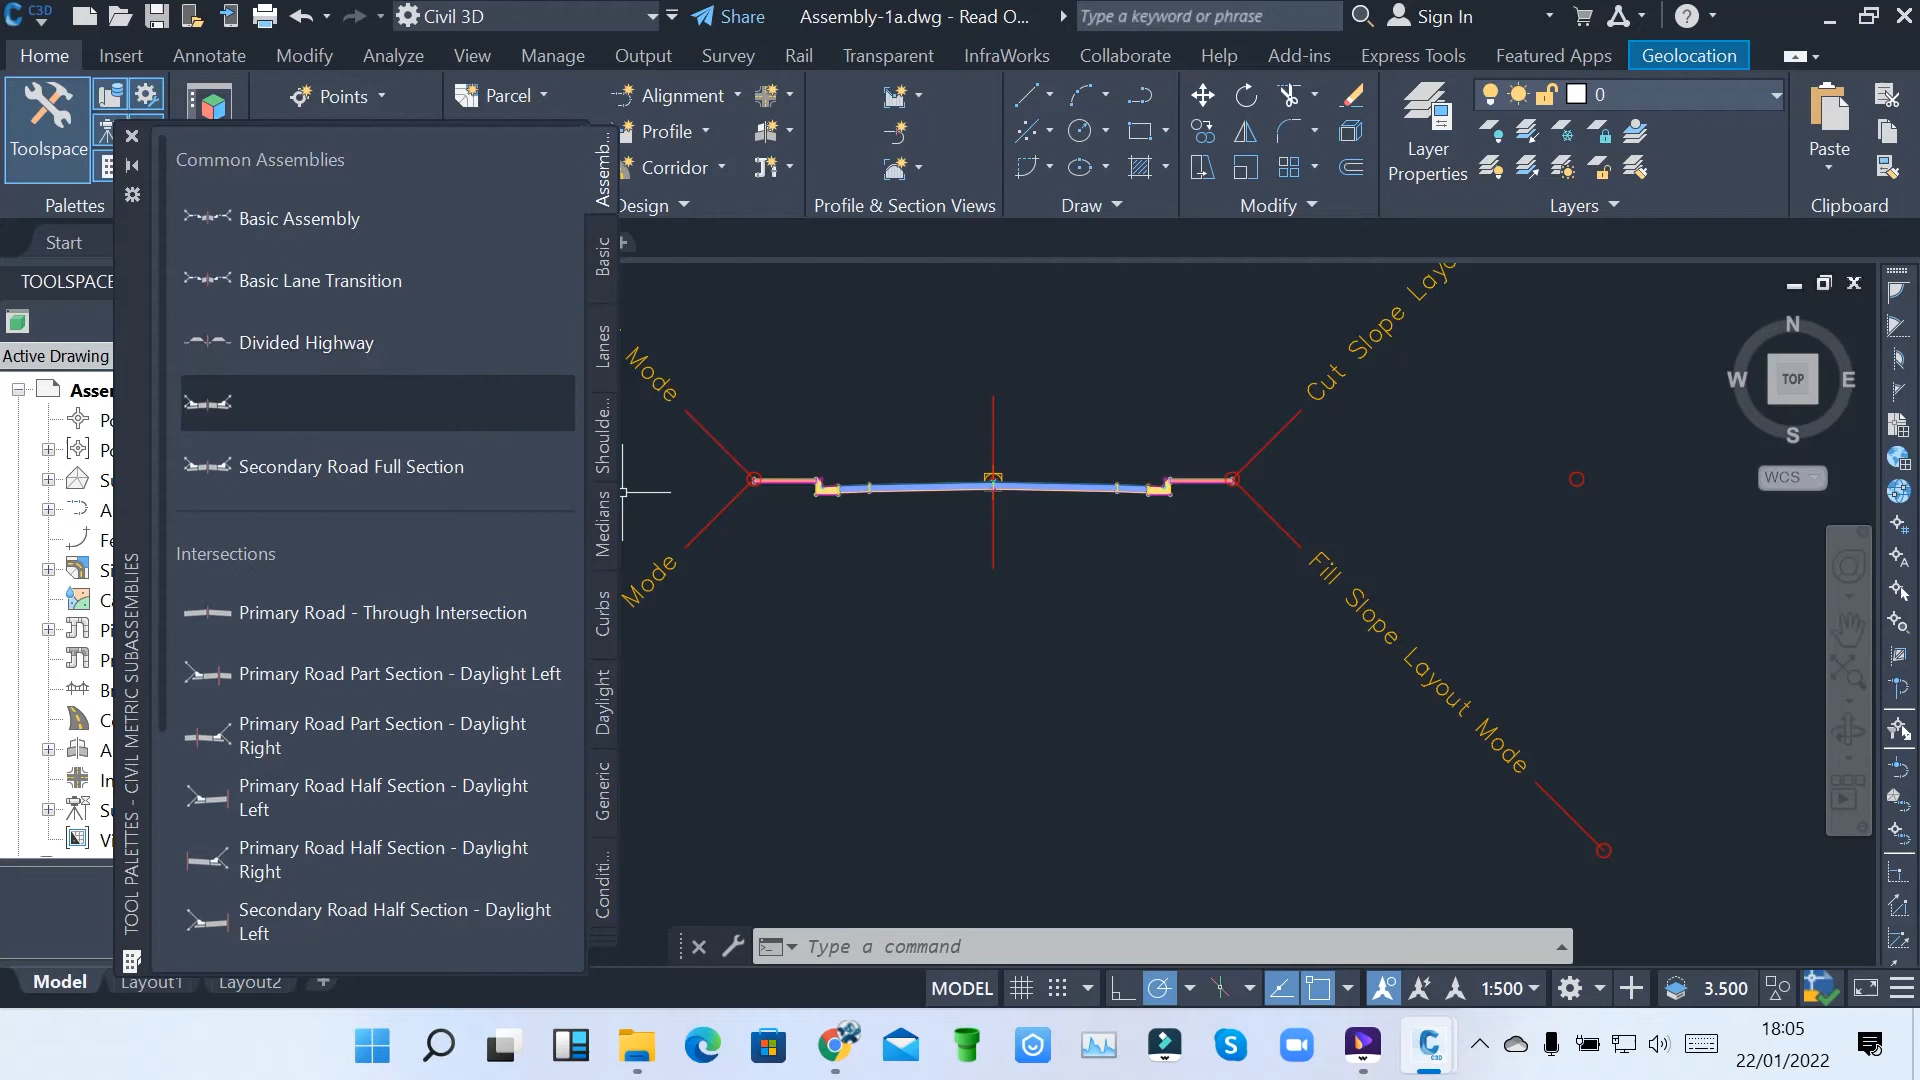 C3D
Civil 3D
Share
Assembly-1a.dwg - Read O...
Type a keyword or phrase
Sign In
Home
Insert
Annotate
Modify
Analyze
View
Manage
Output
Survey
Rail
Transparent
InfraWorks
Collaborate
Help
Add-ins
Express Tools
Featured Apps
Geolocation
Toolspace
Palettes
Points
Parcel
Alignment
Profile
Corridor
Design
Profile & Section Views
Draw
Modify
Layer
Properties
0
Layers
Paste
Clipboard
Start
TOOLSPACE
Active Drawing
TOOL PALETTES - CIVIL METRIC SUBASSEMBLIES
Common Assemblies
Basic Assembly
Basic Lane Transition
Divided Highway
Secondary Road Full Section
Intersections
Primary Road - Through Intersection
Primary Road Part Section - Daylight Left
Primary Road Part Section - Daylight
Right
Primary Road Half Section - Daylight
Left
Primary Road Half Section - Daylight
Right
Secondary Road Half Section - Daylight
Left
Assemb...
Basic
Lanes
Shoulde...
Medians
Curbs
Daylight
Generic
Conditi...
Mode
Mode
Cut Slope Layo
Fill Slope Layout Mode
N
W
TOP
E
S
WCS
Type a command
Model
Layout1
Layout2
MODEL
1:500
3.500
18:05
22/01/2022